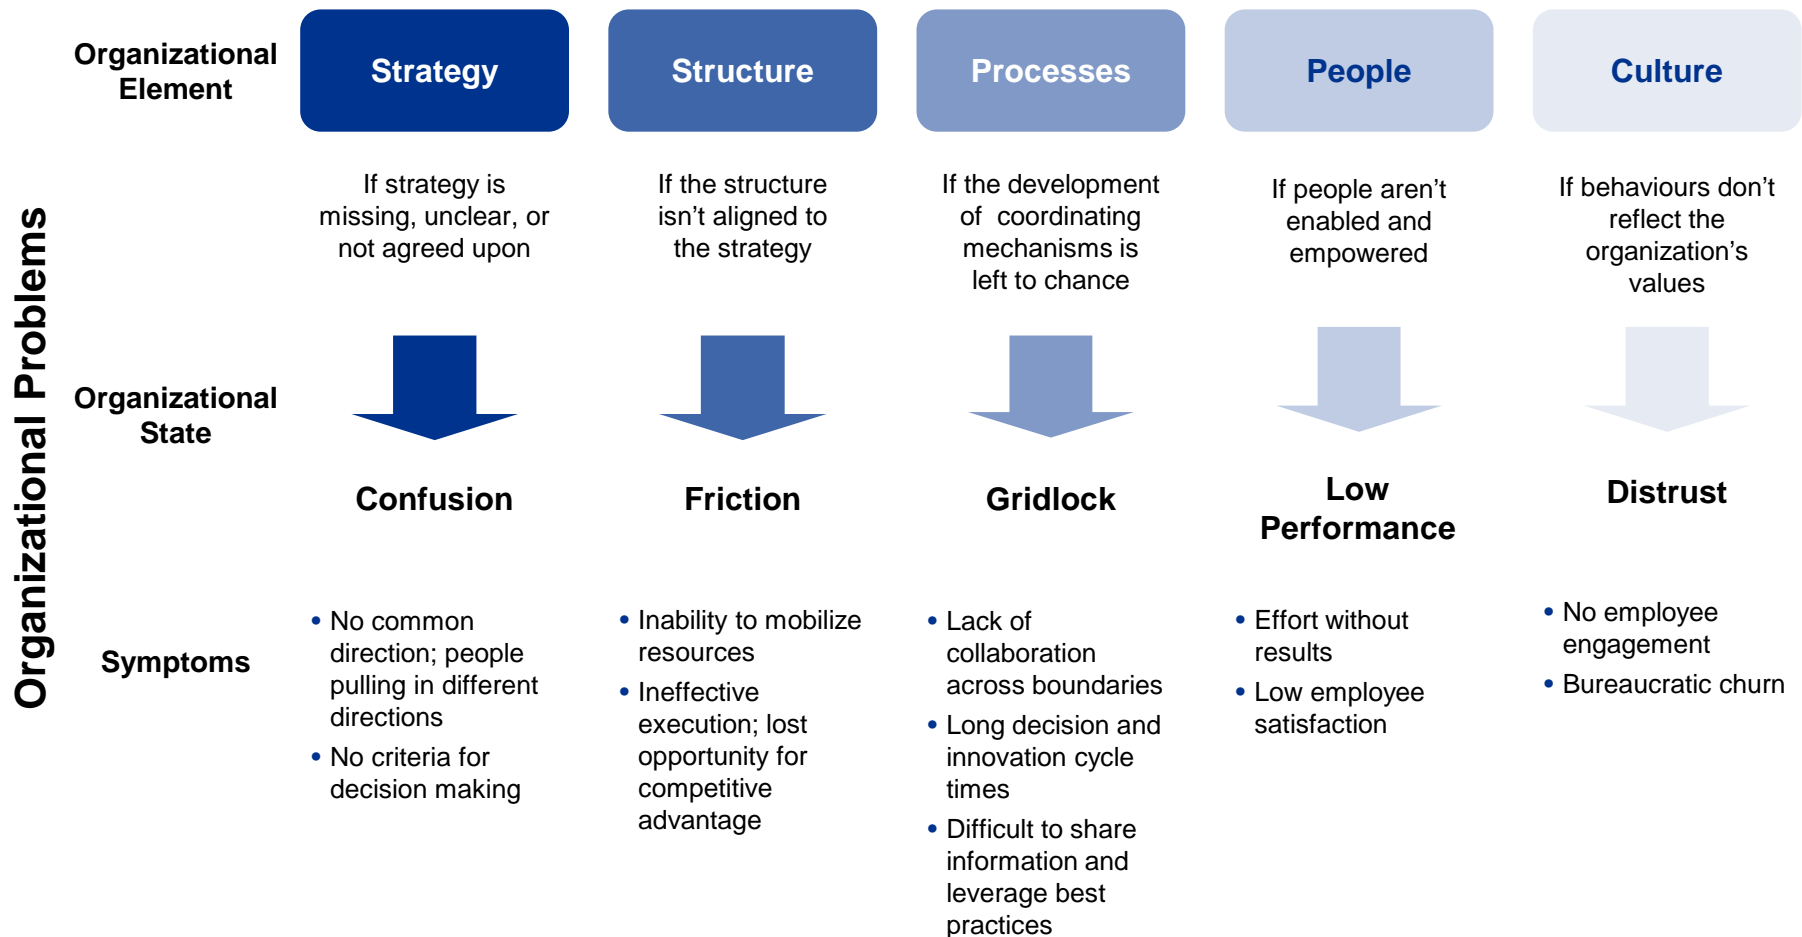 Organizational Problems
Organizational
Element
Strategy
Structure
Processes
People
Culture
If strategy is
missing, unclear, or
not agreed upon
If the structure
isn’t aligned to
the strategy
If the development
of  coordinating
mechanisms is
left to chance
If people aren’t
enabled and
empowered
If behaviours don’t
reflect the
organization’s
values
Organizational
State
Confusion
Friction
Gridlock
Low
Performance
Distrust
Symptoms
• No common
direction; people
pulling in different
directions
• No criteria for
decision making
• Inability to mobilize
resources
• Ineffective
execution; lost
opportunity for
competitive
advantage
• Lack of
collaboration
across boundaries
• Long decision and
innovation cycle
times
• Difficult to share
information and
leverage best
practices
• Effort without
results
• Low employee
satisfaction
• No employee
engagement
• Bureaucratic churn